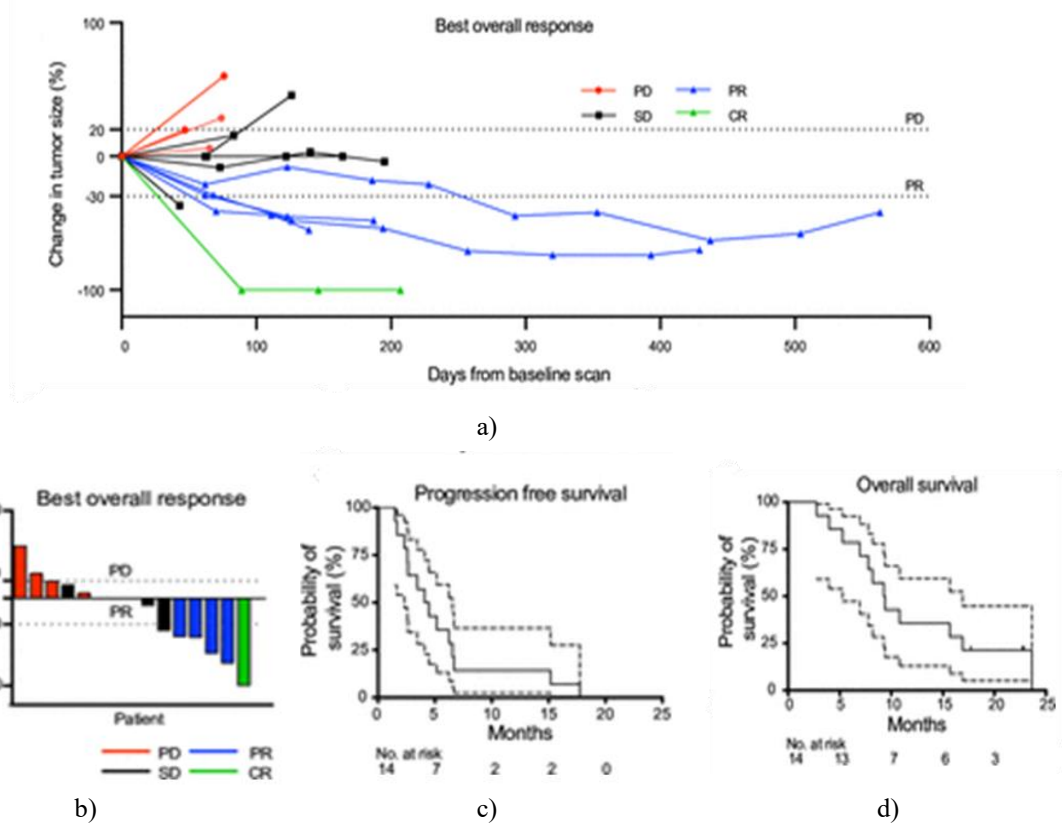 Best overall response
100
20
0
-30
-100
Change in tumor size (%)
PD PR
SD CR
PD
PR
0 100 200 300 400 500 600
Days from baseline scan
a)
Best overall response
PD
PR
Patient
PD PR
SD CR
b)
Progression free survival
100
75
50
25
0
Probability of
survival (%)
0 5 10 15 20 25
Months
No. at risk
14 7 2 2 0
c)
Overall survival
100
75
50
25
0
Probability of
survival (%)
0 5 10 15 20 25
Months
No. at risk
14 13 7 6 3
d)